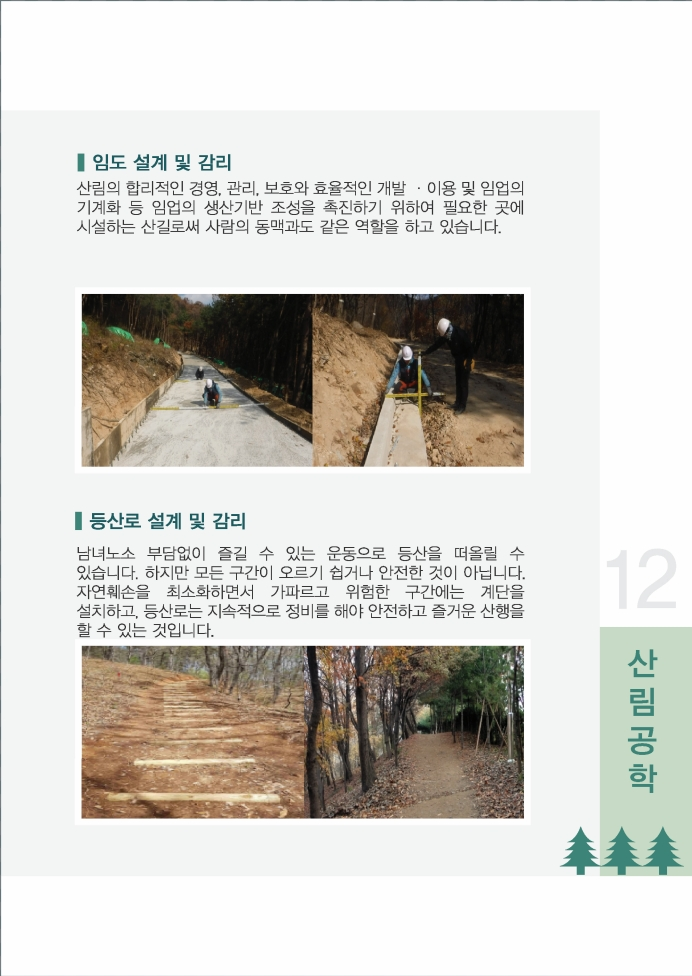 임도 설계 및 감리
산림의 합리적인 경영, 관리, 보호와 효율적인 개발 · 이용 및 임업의
기계화 등 임업의 생산기반 조성을 촉진하기 위하여 필요한 곳에
시설하는 산길로써 사람의 동맥과도 같은 역할을 하고 있습니다.
등산로 설계 및 감리
남녀노소 부담없이 즐길 수 있는 운동으로 등산을 떠올릴 수
있습니다. 하지만 모든 구간이 오르기 쉽거나 안전한 것이 아닙니다.
자연훼손을 최소화하면서 가파르고 위험한 구간에는 계단을
설치하고, 등산로는 지속적으로 정비를 해야 안전하고 즐거운 산행을
할 수 있는 것입니다.
12
산림공학